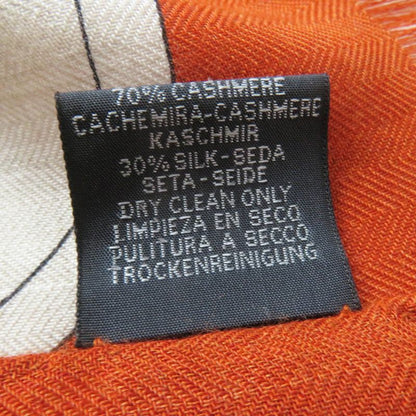 70% CASHMERE
CACHEMIRA-CASHMERE
KASCHMIR
30% SILK-SEDA
SETA-SEIDE
DRY CLEAN ONLY
LIMPIEZA EN SECO
PULITURA A SECCO
TROCKENREINIGUNG